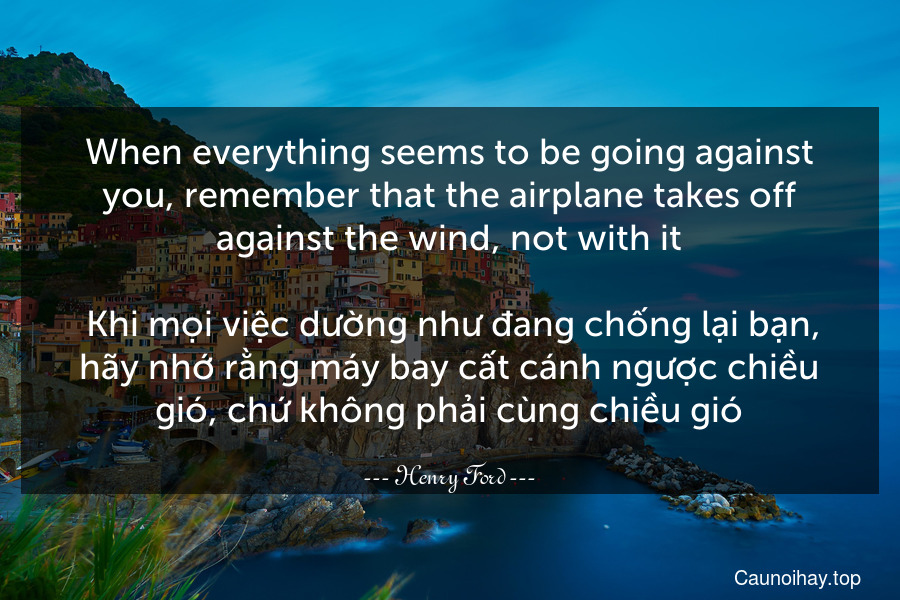 When everything seems to be going against
you, remember that the airplane takes off
against the wind, not with it
Khi mọi việc dường như đang chống lại bạn,
hãy nhớ rằng máy bay cất cánh ngược chiều
gió, chứ không phải cùng chiều gió
--- Henry Ford ---
Caunoihay.top